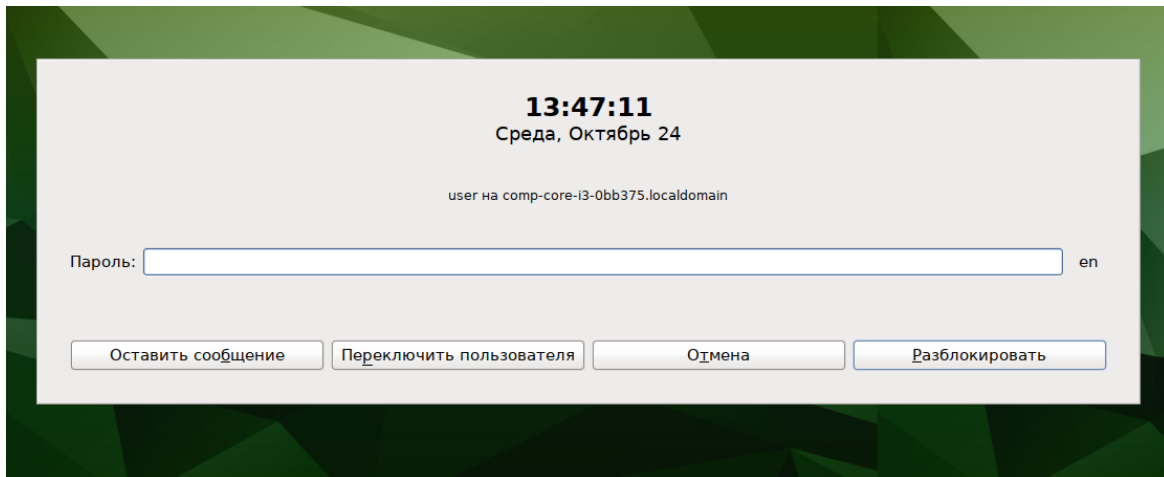 13:47:11
Среда, Октябрь 24
user на comp-core-i3-0bb375.localdomain
Пароль: en
Оставить сообщение Переключить пользователя Отмена Разблокировать